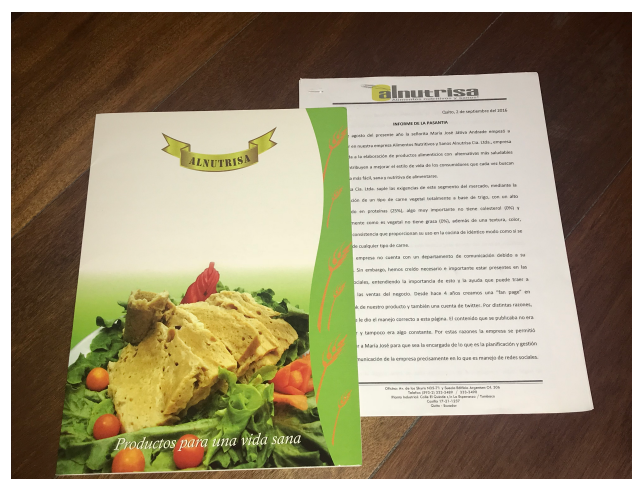 ALNUTRISA
Productos para una vida sana
alnutrisa
Quito, 2 de septiembre del 2016
INFORME DE LA PASANTIA
agosto del presente año la señorita María José Játiva Andrade empezó a
en nuestra empresa Alimentos Nutritivos y Sanos Alnutrisa Cía. Ltda., empresa
a la elaboración de productos alimenticios con alternativas más saludables
ntribuyen a mejorar el estilo de vida de los consumidores que cada vez buscan
más fácil, sana y nutritiva de alimentarse.
Cía. Ltda. suple las exigencias de este segmento del mercado, mediante la
ción de un tipo de carne vegetal totalmente a base de trigo, con un alto
do en proteínas (25%), algo muy importante no tiene colesterol (0%) y
mente como es vegetal no tiene grasa (0%), además de una textura, color,
consistencia que proporcionan su uso en la cocina de idéntico modo como si se
de cualquier tipo de carne.
empresa no cuenta con un departamento de comunicación debido a su
. Sin embargo, hemos creído necesario e importante estar presentes en las
ociales, entendiendo la importancia de esto y la ayuda que puede traer a
las ventas del negocio. Desde hace 4 años creamos una "fan page" en
k de nuestro producto y también una cuenta de twitter. Por distintas razones,
le dio el manejo correcto a esta página. El contenido que se publicaba no era
y tampoco era algo constante. Por estas razones la empresa se permitió
r a María José para que sea la encargada de lo que es la planificación y gestión
municación de la empresa precisamente en lo que es manejo de redes sociales.
Quito - Ecuador